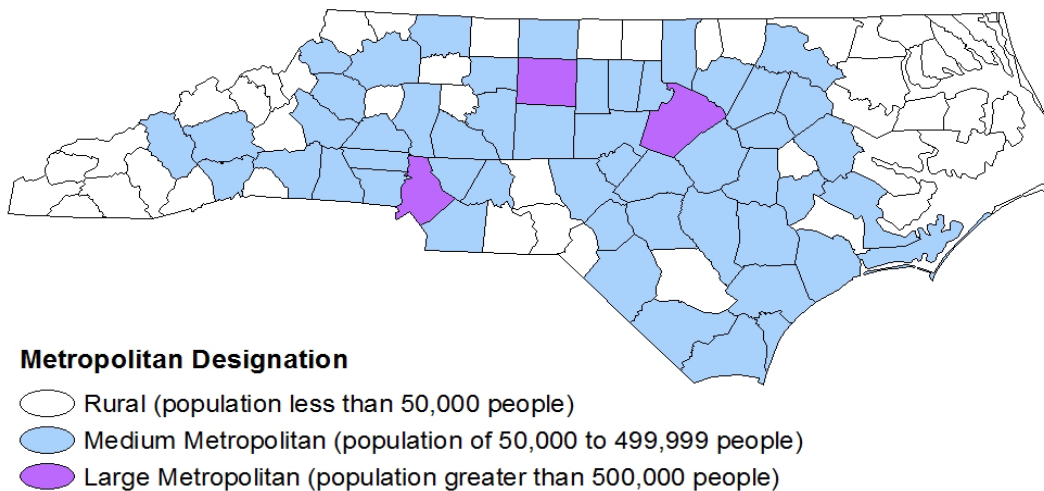 Metropolitan Designation
Rural (population less than 50,000 people)
Medium Metropolitan (population of 50,000 to 499,999 people)
Large Metropolitan (population greater than 500,000 people)